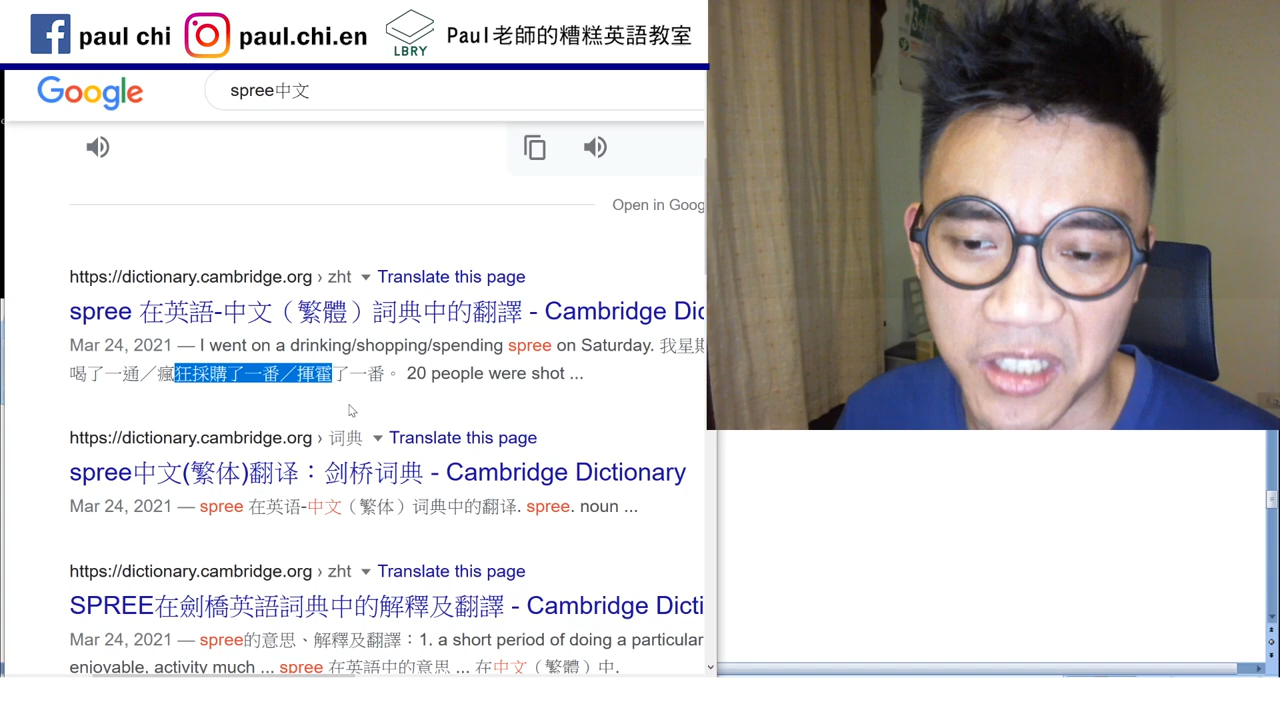 paul chi
paul.chi.en
LBRY
Paul老師的糟糕英語教室
Google
spree中文
Open in Goog
https://dictionary.cambridge.org › zht
Translate this page
spree 在英語-中文（繁體）詞典中的翻譯 - Cambridge Dic
Mar 24, 2021 — I went on a drinking/shopping/spending spree on Saturday. 我星期
喝了一通／瘋狂採購了一番／揮霍了一番。 20 people were shot ...
https://dictionary.cambridge.org › 词典
Translate this page
spree中文(繁体)翻译：剑桥词典 - Cambridge Dictionary
Mar 24, 2021 — spree 在英语-中文（繁体）词典中的翻译. spree. noun ...
https://dictionary.cambridge.org › zht
Translate this page
SPREE在劍橋英語詞典中的解釋及翻譯 - Cambridge Dicti
Mar 24, 2021 — spree的意思、解釋及翻譯：1. a short period of doing a particular
enjoyable, activity much ... spree 在英語中的意思 ... 在中文（繁體）中.